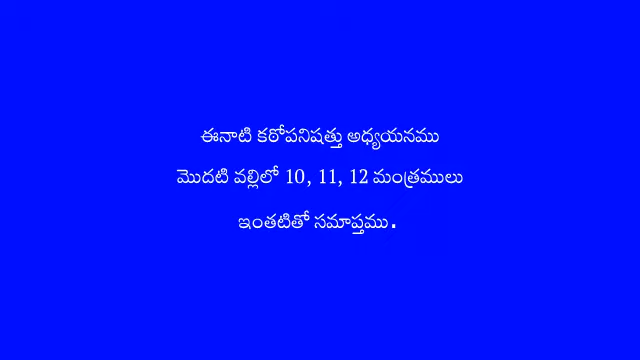 ఈనాటి కఠోపనిషత్తు అధ్యయనము
మొదటి వల్లిలో 10, 11, 12 మంత్రములు
ఇంతటితో సమాప్తము.